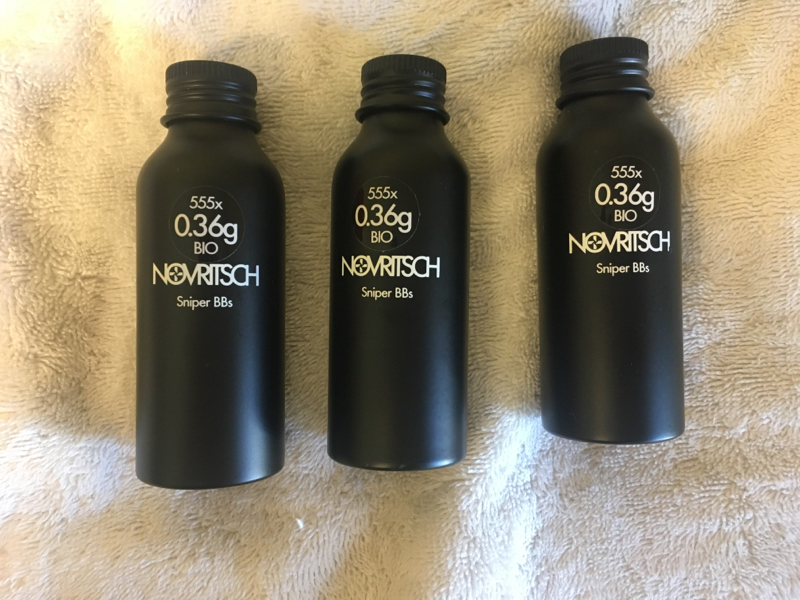 555x
0.36g
BIO
NOVRITSCH
Sniper BBs
555x
0.36g
BIO
NOVRITSCH
Sniper BBs
555x
0.36g
BIO
NOVRITSCH
Sniper BBs